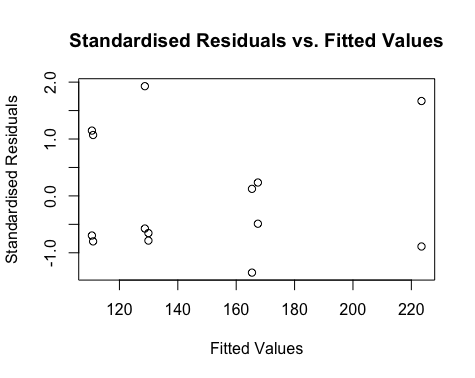 Standardised Residuals vs. Fitted Values
Standardised Residuals
2.0
1.0
0.0
-1.0
120 140 160 180 200 220
Fitted Values